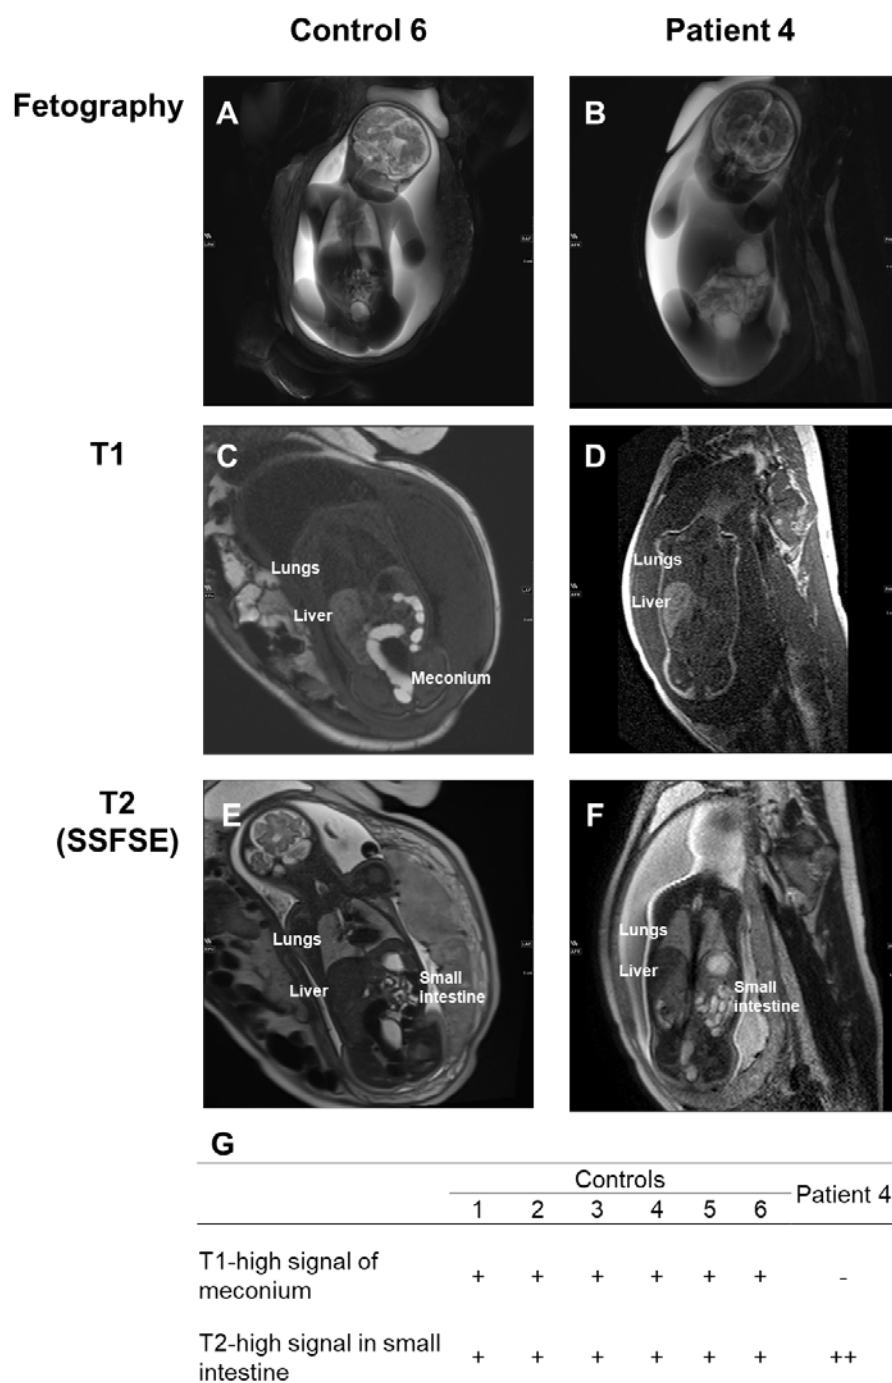 Control 6 Patient 4
Fetography
A B
T1
C D
Lungs Lungs
Liver Liver
Meconium
T2
(SSFSE)
E F
Lungs Lungs
Liver Small
intestine Liver Small
intestine
G
Controls Patient 4
1 2 3 4 5 6
T1-high signal of
meconium + + + + + + -
T2-high signal in small
intestine + + + + + + ++